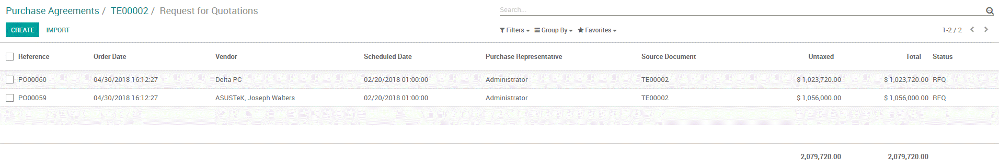 Purchase Agreements / TE00002 / Request for Quotations
Search...
CREATE IMPORT
Filters Group By Favorites 1-2 / 2
Reference Order Date Vendor Scheduled Date Purchase Representative Source Document Untaxed Total Status
PO00060 04/30/2018 16:12:27 Delta PC 02/20/2018 01:00:00 Administrator TE00002 $ 1,023,720.00 $ 1,023,720.00 RFQ
PO00059 04/30/2018 16:12:27 ASUSTeK, Joseph Walters 02/20/2018 01:00:00 Administrator TE00002 $ 1,056,000.00 $ 1,056,000.00 RFQ
2,079,720.00 2,079,720.00